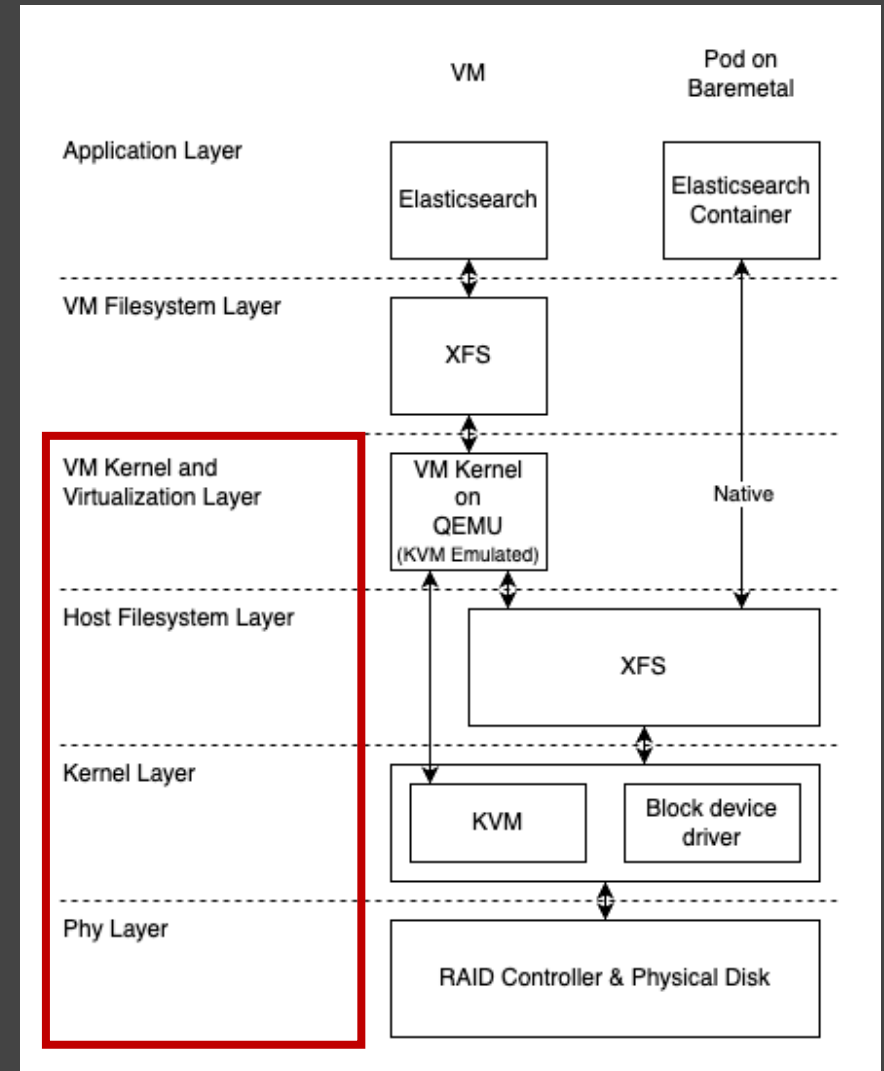 VM
Pod on
Baremetal
Application Layer
Elasticsearch
Elasticsearch
Container
VM Filesystem Layer
XFS
VM Kernel and
Virtualization Layer
VM Kernel
on
QEMU
(KVM Emulated)
Native
Host Filesystem Layer
XFS
Kernel Layer
KVM
Block device
driver
Phy Layer
RAID Controller & Physical Disk